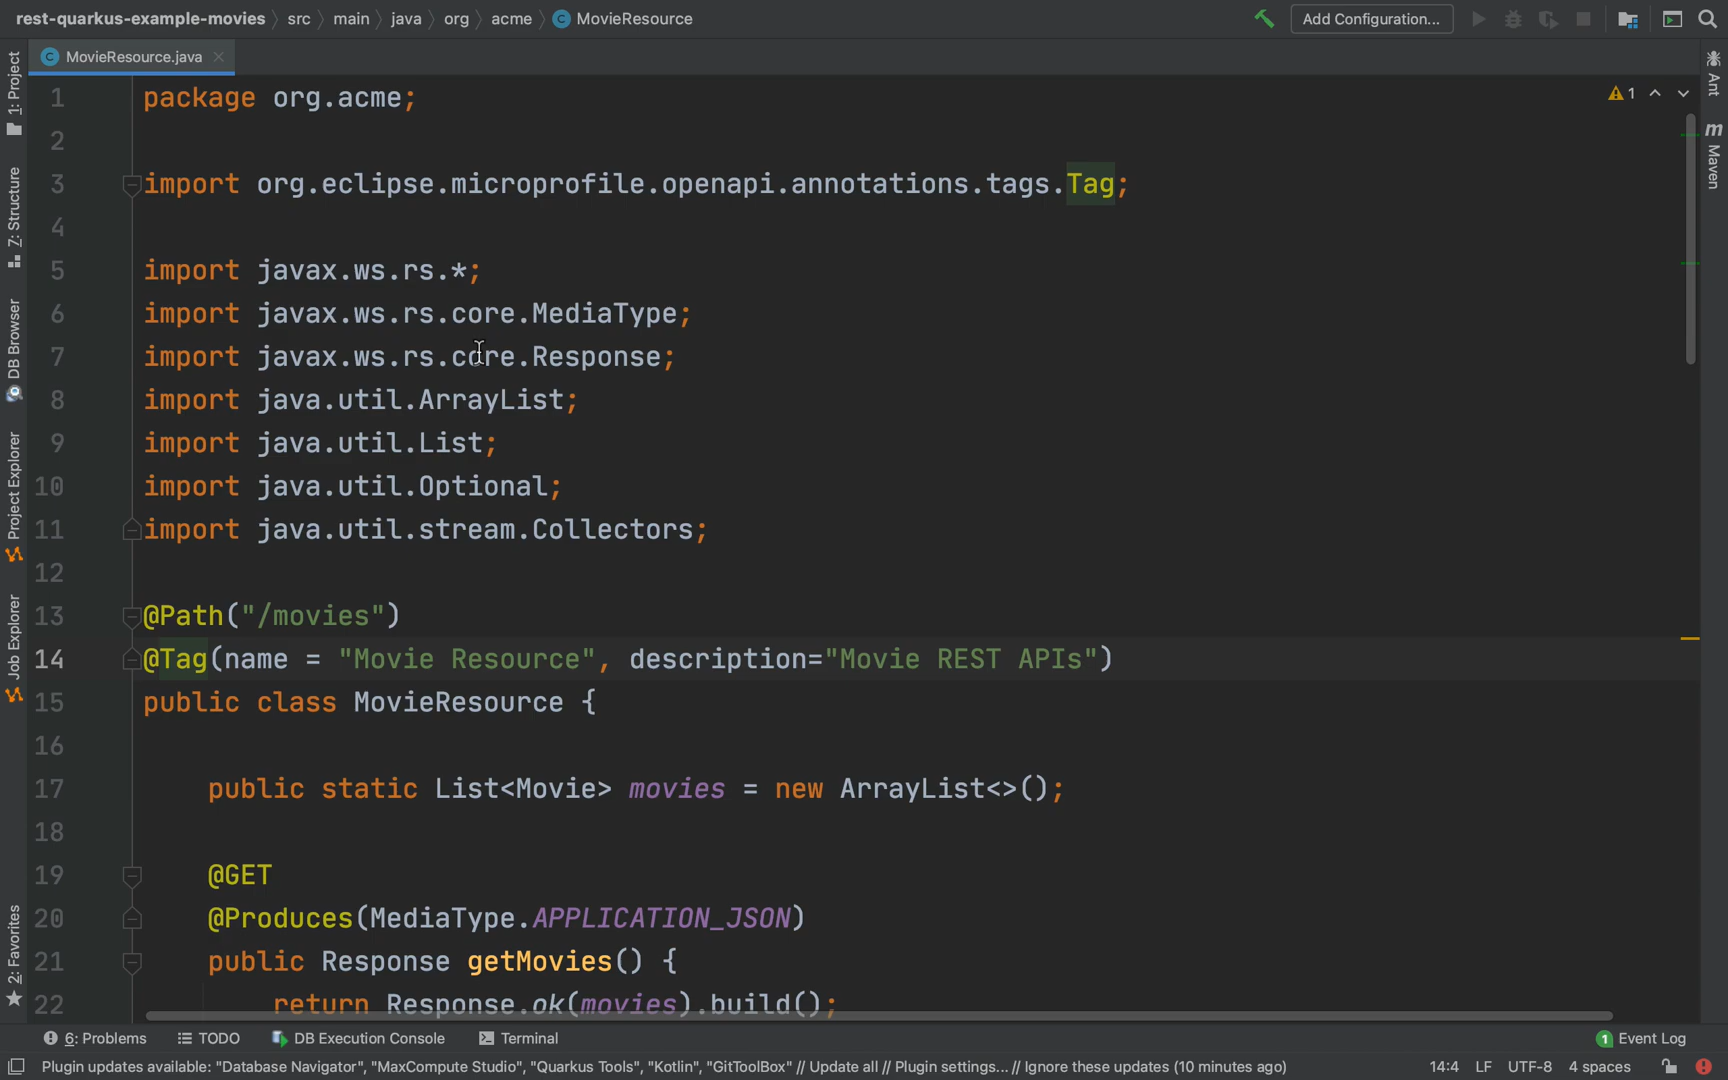 rest-quarkus-example-movies src main java org acme MovieResource Add Configuration...
MovieResource.java
1: Project
7: Structure
DB Browser
Project Explorer
Job Explorer
2: Favorites
1 package org.acme;
2
3 import org.eclipse.microprofile.openapi.annotations.tags.Tag;
4
5 import javax.ws.rs.*;
6 import javax.ws.rs.core.MediaType;
7 import javax.ws.rs.core.Response;
8 import java.util.ArrayList;
9 import java.util.List;
10 import java.util.Optional;
11 import java.util.stream.Collectors;
12
13 @Path("/movies")
14 @Tag(name = "Movie Resource", description="Movie REST APIs")
15 public class MovieResource {
16
17 public static List<Movie> movies = new ArrayList<>();
18
19 @GET
20 @Produces(MediaType.APPLICATION_JSON)
21 public Response getMovies() {
22 return Response.ok(movies).build();
1
Ant
m Maven
6: Problems TODO DB Execution Console Terminal 1 Event Log
Plugin updates available: "Database Navigator", "MaxCompute Studio", "Quarkus Tools", "Kotlin", "GitToolBox" // Update all // Plugin settings... // Ignore these updates (10 minutes ago) 14:4 LF UTF-8 4 spaces